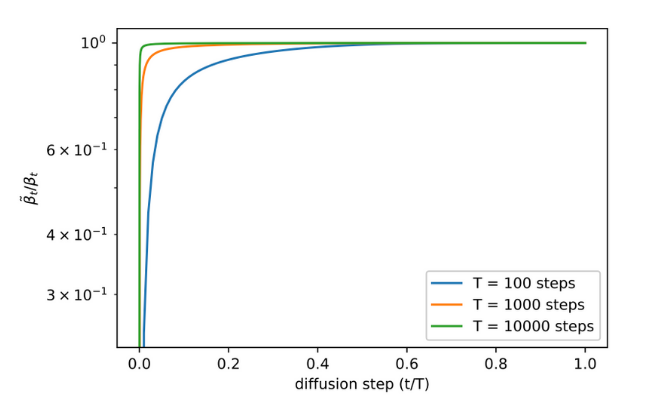 10⁰
6 × 10⁻¹
4 × 10⁻¹
3 × 10⁻¹
β̃ₜ/βₜ
T = 100 steps
T = 1000 steps
T = 10000 steps
0.0 0.2 0.4 0.6 0.8 1.0
diffusion step (t/T)